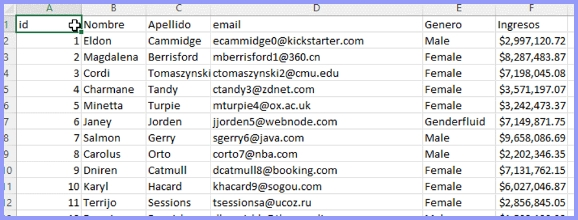 A B C D E F
1 id Nombre Apellido email Genero Ingresos
2 1 Eldon Cammidge ecammidge0@kickstarter.com Male $2,997,120.72
3 2 Magdalena Berrisford mberrisford1@360.cn Female $8,287,483.87
4 3 Cordi Tomaszynski ctomaszynski2@cmu.edu Female $7,198,045.08
5 4 Charmane Tandy ctandy3@zdnet.com Female $3,571,197.07
6 5 Minetta Turpie mturpie4@ox.ac.uk Female $3,242,473.37
7 6 Janey Jorden jjorden5@webnode.com Genderfluid $7,149,871.75
8 7 Salmon Gerry sgerry6@java.com Male $9,658,086.69
9 8 Carolus Orto corto7@nba.com Male $2,202,346.35
10 9 Dniren Catmull dcatmull8@booking.com Female $7,131,762.15
11 10 Karyl Hacard khacard9@sogou.com Female $6,027,046.87
12 11 Terrijo Sessions tsessionsa@ucoz.ru Female $2,856,845.05